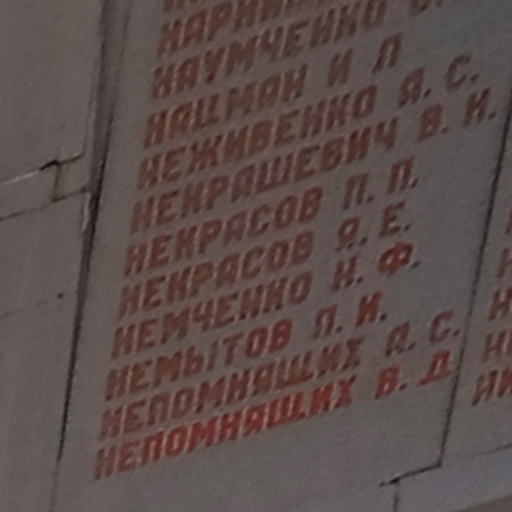 НАУМЧЕНКО
НАЦМАН И Л
НЕЖИВЕНКО А. С.
НЕКРАШЕВИЧ В. И.
НЕКРАСОВ П. П.
НЕКРАСОВ Я. Е.
НЕМЧЕНКО Н. Ф.
НЕМЫТОВ П. И.
НЕПОМНЯЩИХ А. С.
НЕПОМНЯЩИХ В. Д